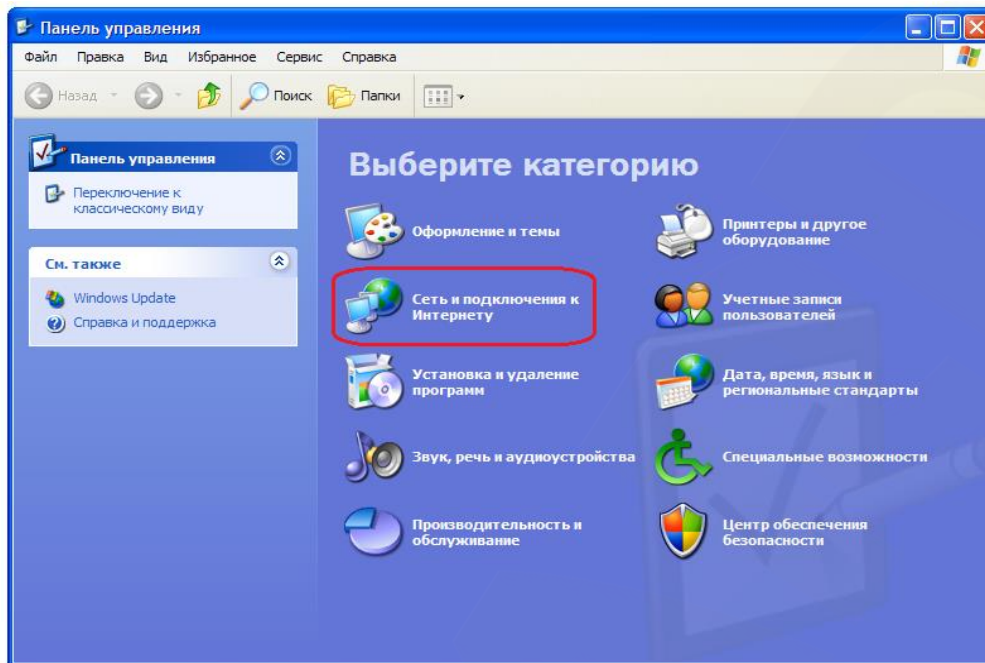 Панель управления
Файл Правка Вид Избранное Сервис Справка
Назад Поиск Папки
Панель управления
Переключение к
классическому виду
См. также
Windows Update
Справка и поддержка
Выберите категорию
Оформление и темы
Принтеры и другое
оборудование
Сеть и подключения к
Интернету
Учетные записи
пользователей
Установка и удаление
программ
Дата, время, язык и
региональные стандарты
Звук, речь и аудиоустройства
Специальные возможности
Производительность и
обслуживание
Центр обеспечения
безопасности